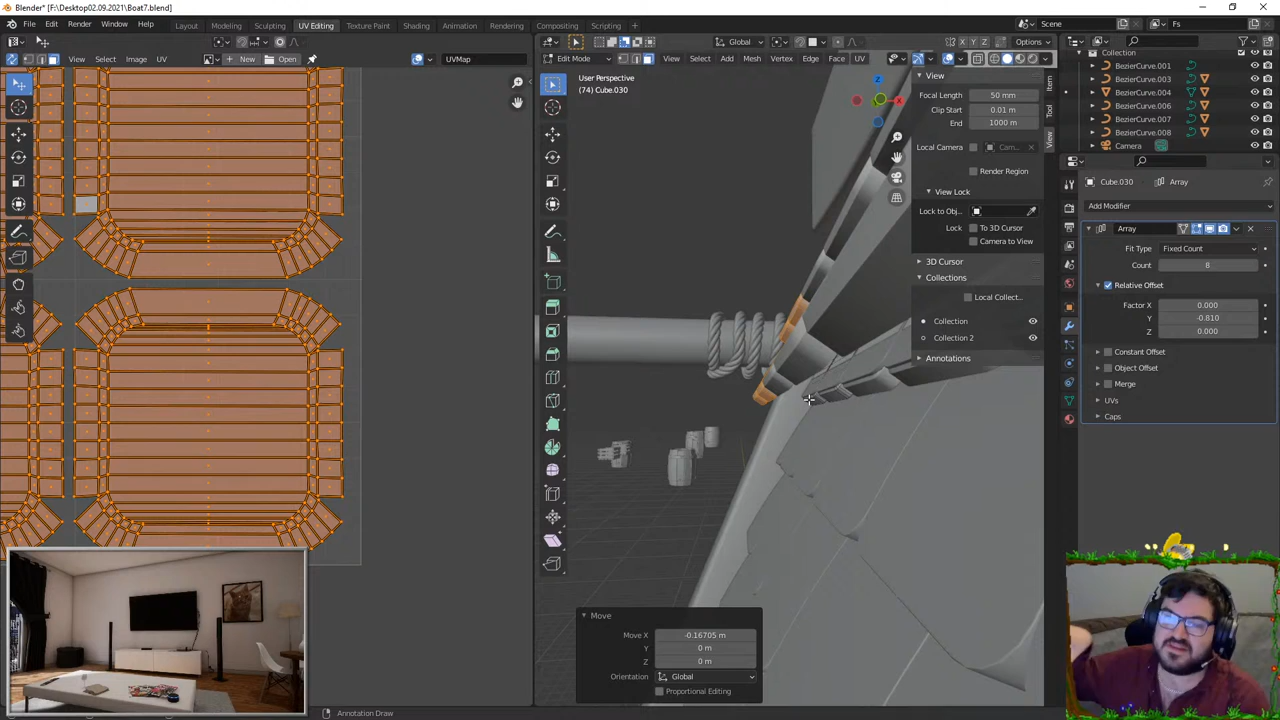 Blender* [F:\Desktop02.09.2021\Boat7.blend]
File Edit Render Window Help Layout Modeling Sculpting UV Editing Texture Paint Shading Animation Rendering Compositing Scripting Scene Fs
Global Options Collection
View Select Image UV New Open UVMap Edit Mode View Select Add Mesh Vertex Edge Face UV
BezierCurve.001
BezierCurve.003
BezierCurve.004
BezierCurve.006
BezierCurve.007
BezierCurve.008
Camera
User Perspective
(74) Cube.030
Z
X
View
Focal Length 50 mm
Clip Start 0.01 m
End 1000 m
Local Camera Cam...
Render Region
View Lock
Lock to Obj...
Lock To 3D Cursor
Camera to View
3D Cursor
Collections
Local Collect...
Collection
Collection 2
Annotations
Item
Tool
View
Cube.030 Array
Add Modifier
Array
Fit Type Fixed Count
Count 8
Relative Offset
Factor X 0.000
Y -0.810
Z 0.000
Constant Offset
Object Offset
Merge
UVs
Caps
Move
Move X -0.16705 m
Y 0 m
Z 0 m
Orientation Global
Proportional Editing
Annotation Draw